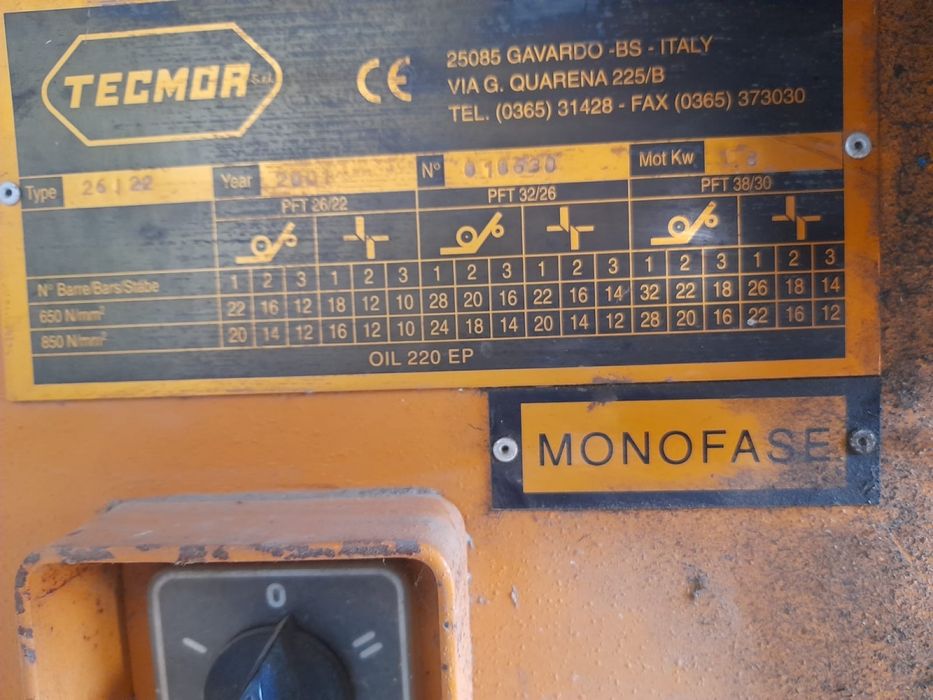 TECMOR S.r.l.
CE
25085 GAVARDO -BS - ITALY
VIA G. QUARENA 225/B
TEL. (0365) 31428 - FAX (0365) 373030
Type 26 / 22 Year 2001 N° Mot Kw
PFT 26/22 PFT 32/26 PFT 38/30
N° Barre/Bars/Stäbe 1 2 3 1 2 3 1 2 3 1 2 3 1 2 3 1 2 3
650 N/mm² 22 16 12 18 12 10 28 20 16 22 16 14 32 22 18 26 18 14
850 N/mm² 20 14 12 16 12 10 24 18 14 20 14 12 28 20 16 22 16 12
OIL 220 EP
MONOFASE
0
I II